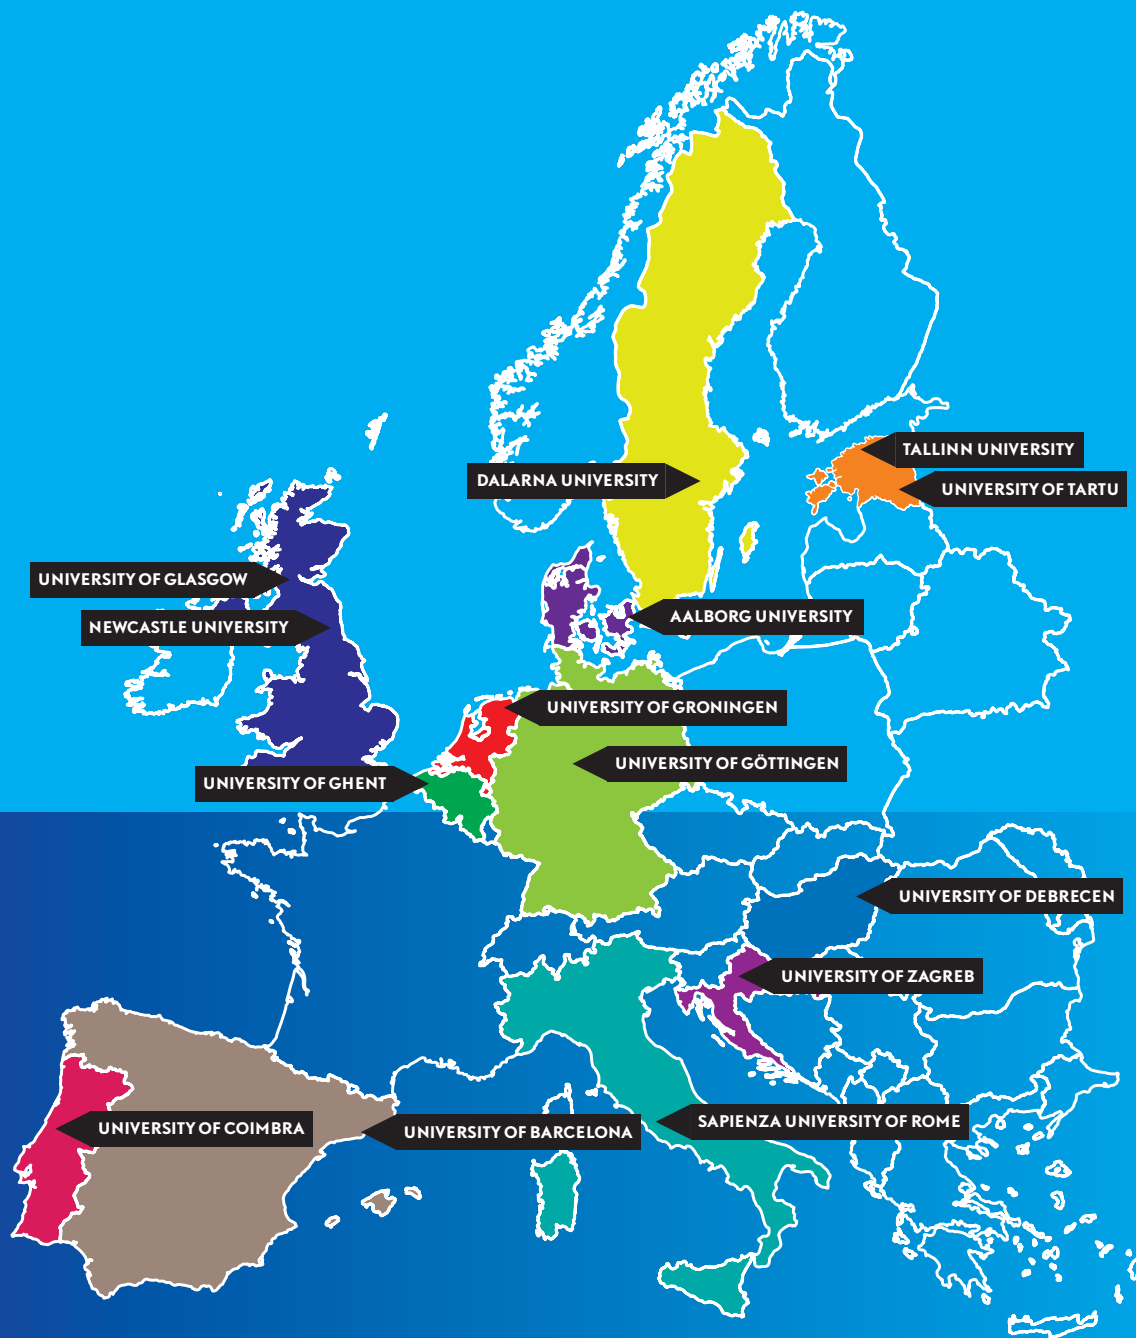 TALLINN UNIVERSITY
DALARNA UNIVERSITY
UNIVERSITY OF TARTU
UNIVERSITY OF GLASGOW
AALBORG UNIVERSITY
NEWCASTLE UNIVERSITY
UNIVERSITY OF GRONINGEN
UNIVERSITY OF GÖTTINGEN
UNIVERSITY OF GHENT
UNIVERSITY OF DEBRECEN
UNIVERSITY OF ZAGREB
SAPIENZA UNIVERSITY OF ROME
UNIVERSITY OF COIMBRA
UNIVERSITY OF BARCELONA